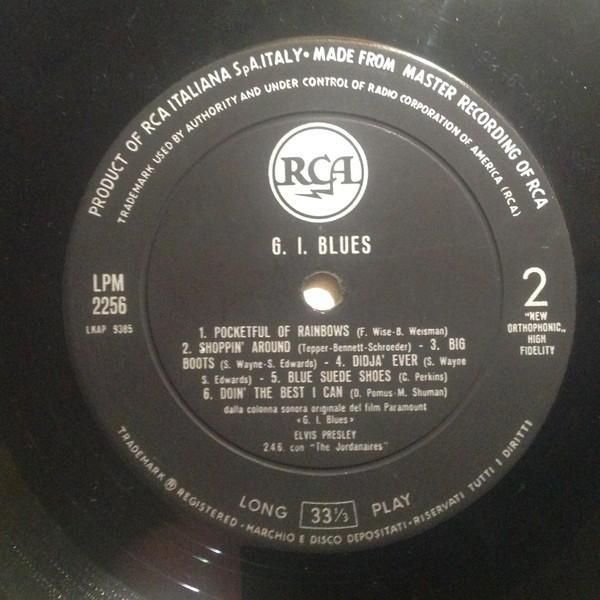 PRODUCT OF RCA ITALIANA SpA.ITALY • MADE FROM MASTER RECORDING OF RCA
TRADEMARK USED BY AUTHORITY AND UNDER CONTROL OF RADIO CORPORATION OF AMERICA (RCA)
RCA
G. I. BLUES
LPM
2256
LKAP 9385
2
"NEW
ORTHOPHONIC„
HIGH
FIDELITY
1. POCKETFUL OF RAINBOWS (F. Wise-B. Weisman)
2. SHOPPIN' AROUND (Tepper-Bennett-Schroeder) - 3. BIG
BOOTS (S. Wayne-S. Edwards) - 4. DIDJA' EVER (S. Wayne
S. Edwards) - 5. BLUE SUEDE SHOES (C. Perkins)
6. DOIN' THE BEST I CAN (D. Pomus-M. Shuman)
dalla colonna sonora originale del film Paramount
«G. I. Blues»
ELVIS PRESLEY
2.4.6. con "The Jordanaires"
LONG 33⅓ PLAY
TRADEMARK ® REGISTERED • MARCHIO E DISCO DEPOSITATI • RISERVATI TUTTI I DIRITTI